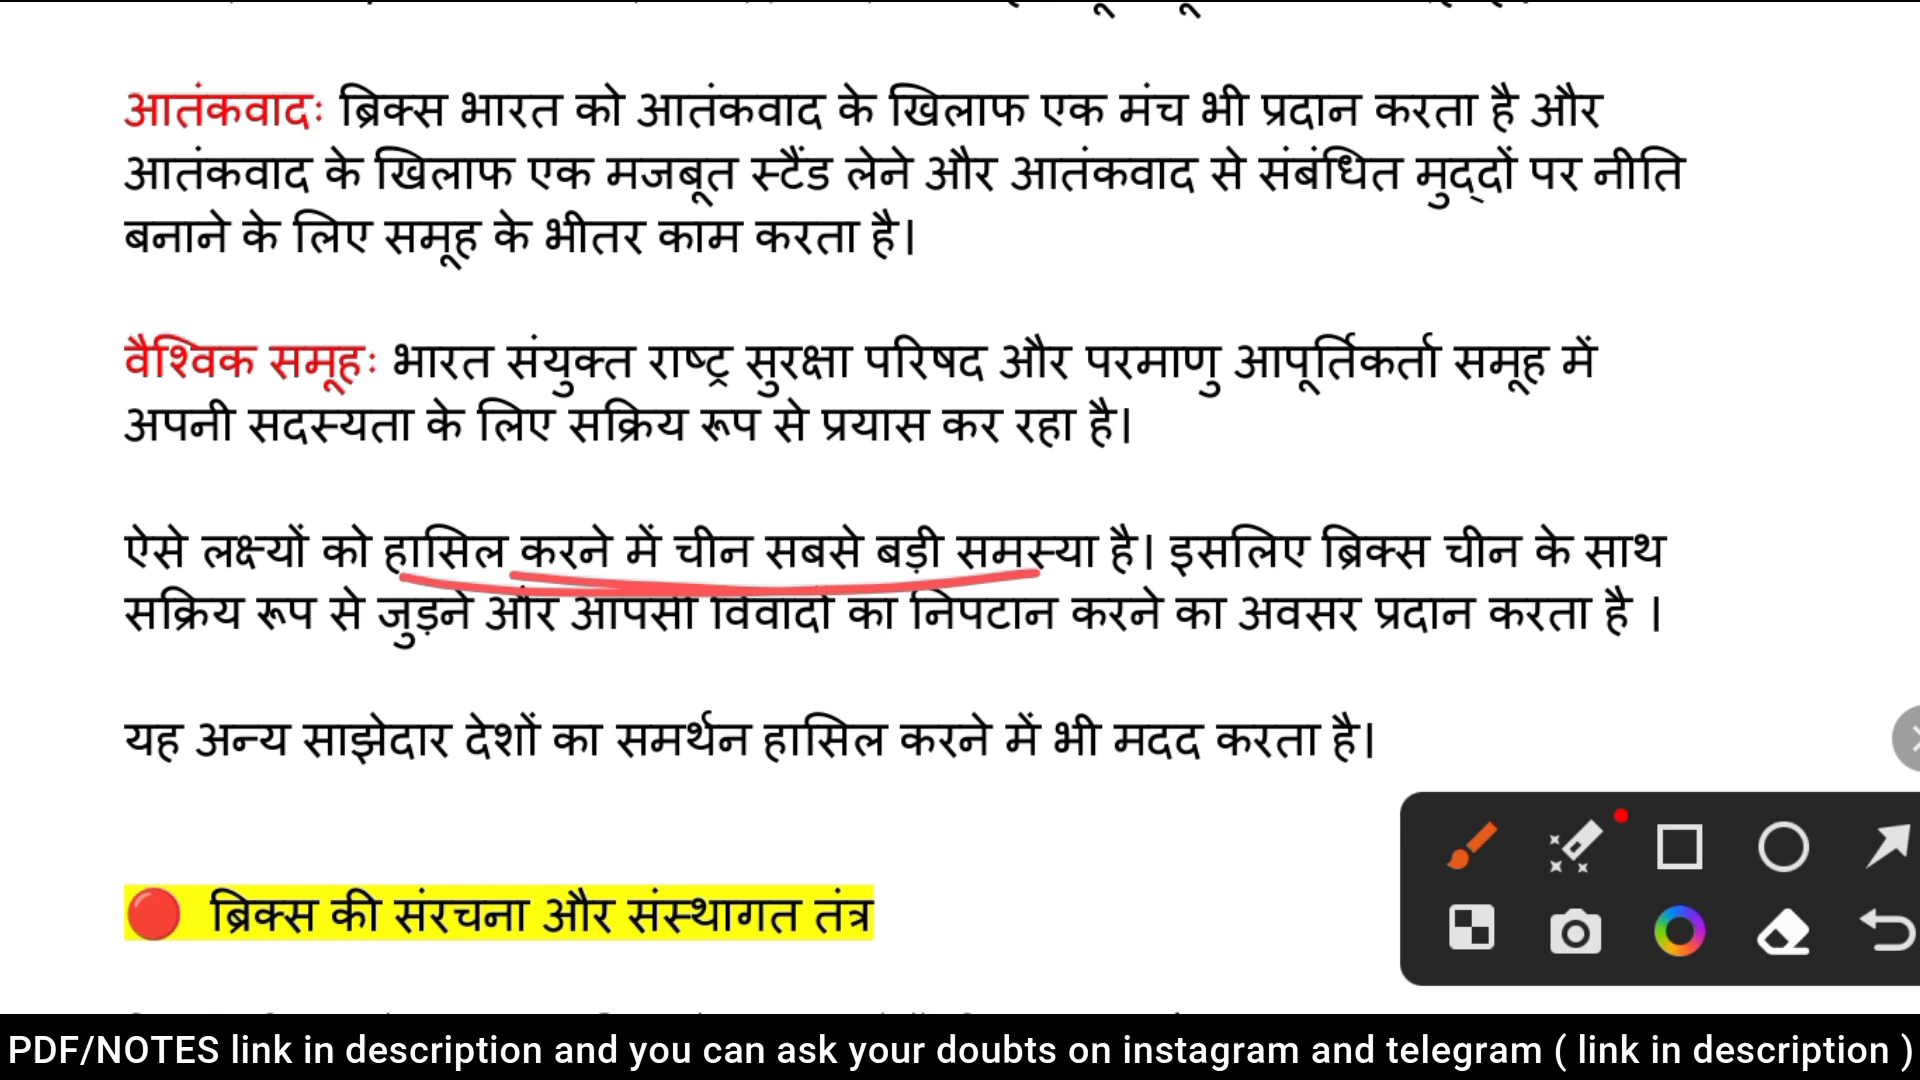 आतंकवादः ब्रिक्स भारत को आतंकवाद के खिलाफ एक मंच भी प्रदान करता है और
आतंकवाद के खिलाफ एक मजबूत स्टैंड लेने और आतंकवाद से संबंधित मुद्दों पर नीति
बनाने के लिए समूह के भीतर काम करता है।
वैश्विक समूहः भारत संयुक्त राष्ट्र सुरक्षा परिषद और परमाणु आपूर्तिकर्ता समूह में
अपनी सदस्यता के लिए सक्रिय रूप से प्रयास कर रहा है।
ऐसे लक्ष्यों को हासिल करने में चीन सबसे बड़ी समस्या है। इसलिए ब्रिक्स चीन के साथ
सक्रिय रूप से जुड़ने और आपसी विवादों का निपटान करने का अवसर प्रदान करता है ।
यह अन्य साझेदार देशों का समर्थन हासिल करने में भी मदद करता है।
ब्रिक्स की संरचना और संस्थागत तंत्र
PDF/NOTES link in description and you can ask your doubts on instagram and telegram ( link in description )